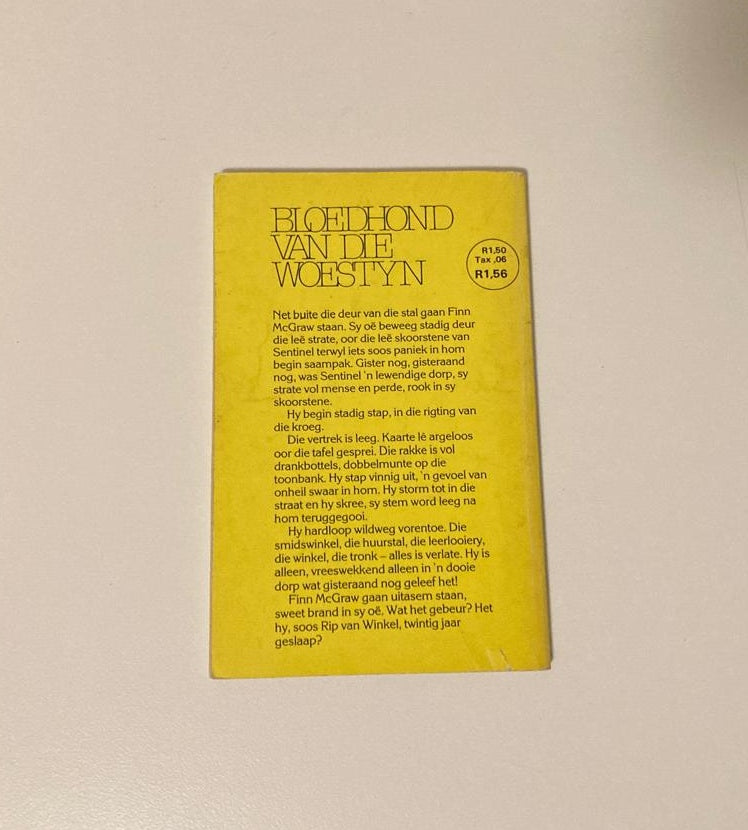 BLOEDHOND
VAN DIE
WOESTYN
R1,50
Tax ,06
R1,56
Net buite die deur van die stal gaan Finn
McGraw staan. Sy oë beweeg stadig deur
die leë strate, oor die leë skoorstene van
Sentinel terwyl iets soos paniek in hom
begin saampak. Gister nog, gisteraand
nog, was Sentinel 'n lewendige dorp, sy
strate vol mense en perde, rook in sy
skoorstene.
Hy begin stadig stap, in die rigting van
die kroeg.
Die vertrek is leeg. Kaarte lê argeloos
oor die tafel gesprei. Die rakke is vol
drankbottels, dobbelmunte op die
toonbank. Hy stap vinnig uit, 'n gevoel van
onheil swaar in hom. Hy storm tot in die
straat en hy skree, sy stem word leeg na
hom teruggegooi.
Hy hardloop wildweg vorentoe. Die
smidswinkel, die huurstal, die leerlooiery,
die winkel, die tronk – alles is verlate. Hy is
alleen, vreeswekkend alleen in 'n dooie
dorp wat gisteraand nog geleef het!
Finn McGraw gaan uitasem staan,
sweet brand in sy oë. Wat het gebeur? Het
hy, soos Rip van Winkel, twintig jaar
geslaap?